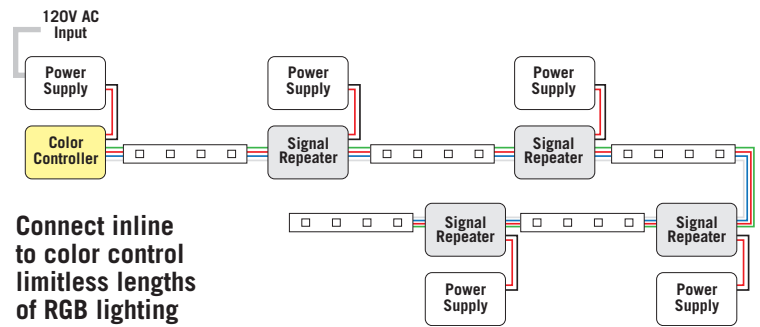 120V AC
Input
Power
Supply
Power
Supply
Power
Supply
Color
Controller
Signal
Repeater
Signal
Repeater
Connect inline
to color control
limitless lengths
of RGB lighting
Signal
Repeater
Signal
Repeater
Power
Supply
Power
Supply